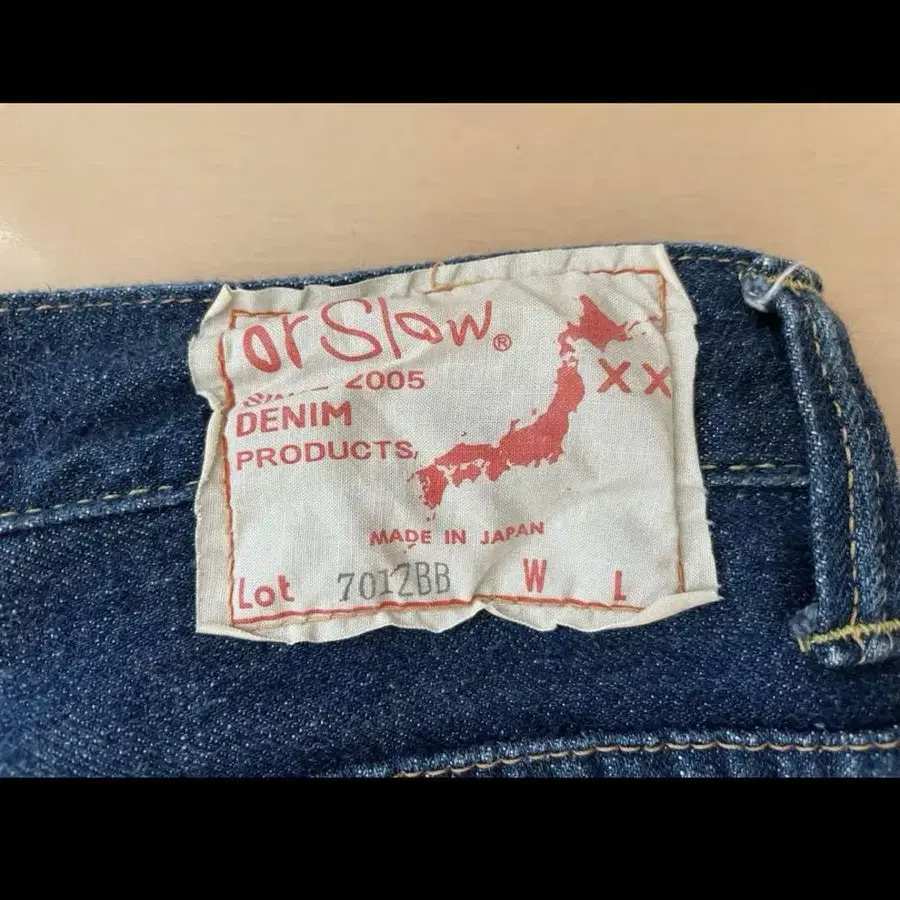 orSlow®
2005
XX
DENIM
PRODUCTS,
MADE IN JAPAN
Lot 7012BB W L